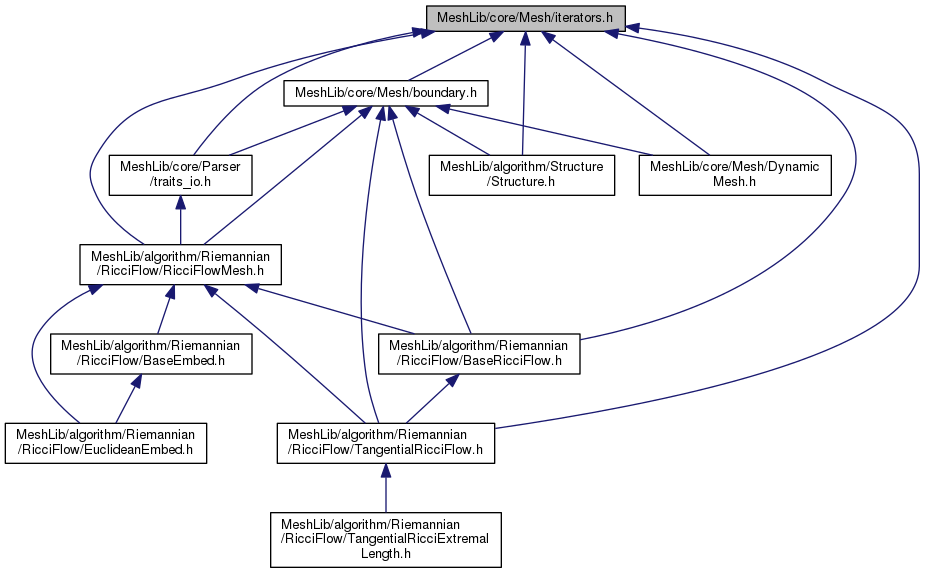 MeshLib/core/Mesh/iterators.h
MeshLib/core/Mesh/boundary.h
MeshLib/core/Parser
/traits_io.h
MeshLib/algorithm/Structure
/Structure.h
MeshLib/core/Mesh/Dynamic
Mesh.h
MeshLib/algorithm/Riemannian
/RicciFlow/RicciFlowMesh.h
MeshLib/algorithm/Riemannian
/RicciFlow/BaseEmbed.h
MeshLib/algorithm/Riemannian
/RicciFlow/BaseRicciFlow.h
MeshLib/algorithm/Riemannian
/RicciFlow/EuclideanEmbed.h
MeshLib/algorithm/Riemannian
/RicciFlow/TangentialRicciFlow.h
MeshLib/algorithm/Riemannian
/RicciFlow/TangentialRicciExtremal
Length.h